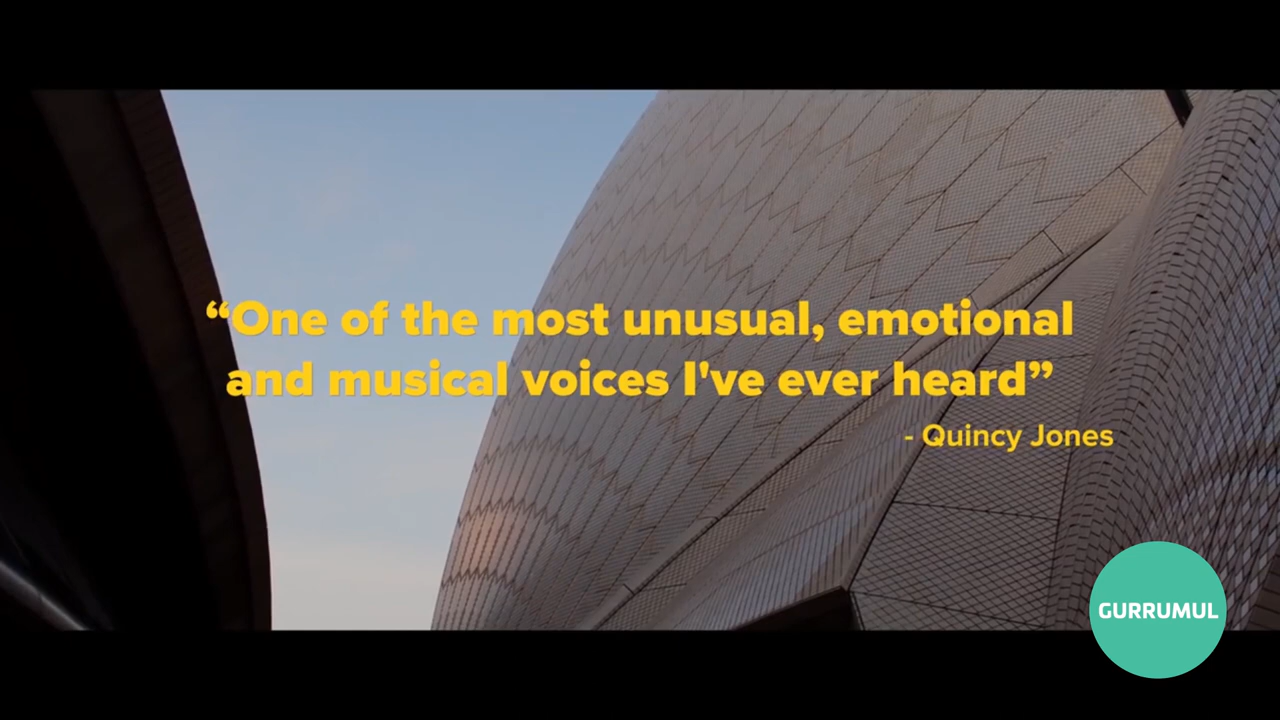 “One of the most unusual, emotional
and musical voices I've ever heard”
- Quincy Jones
GURRUMUL